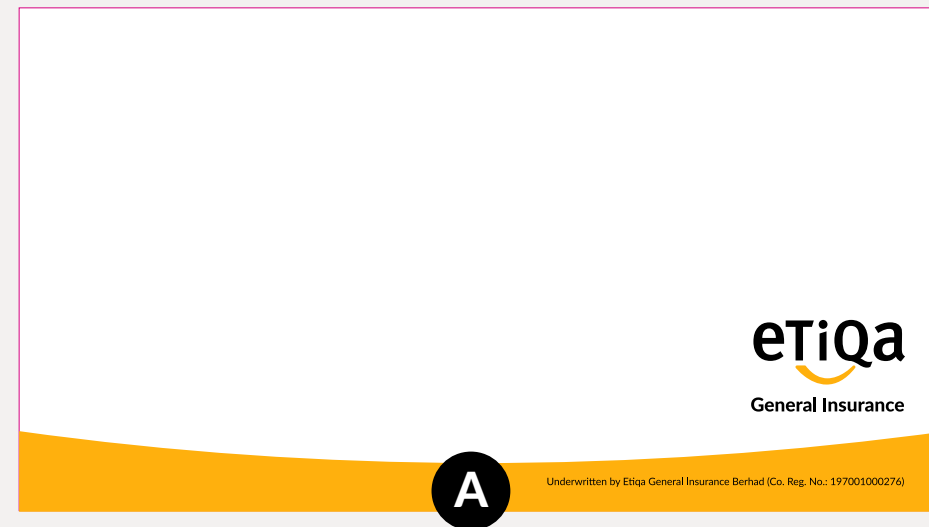 eTiQa
General Insurance
A
Underwritten by Etiqa General Insurance Berhad (Co. Reg. No.: 197001000276)